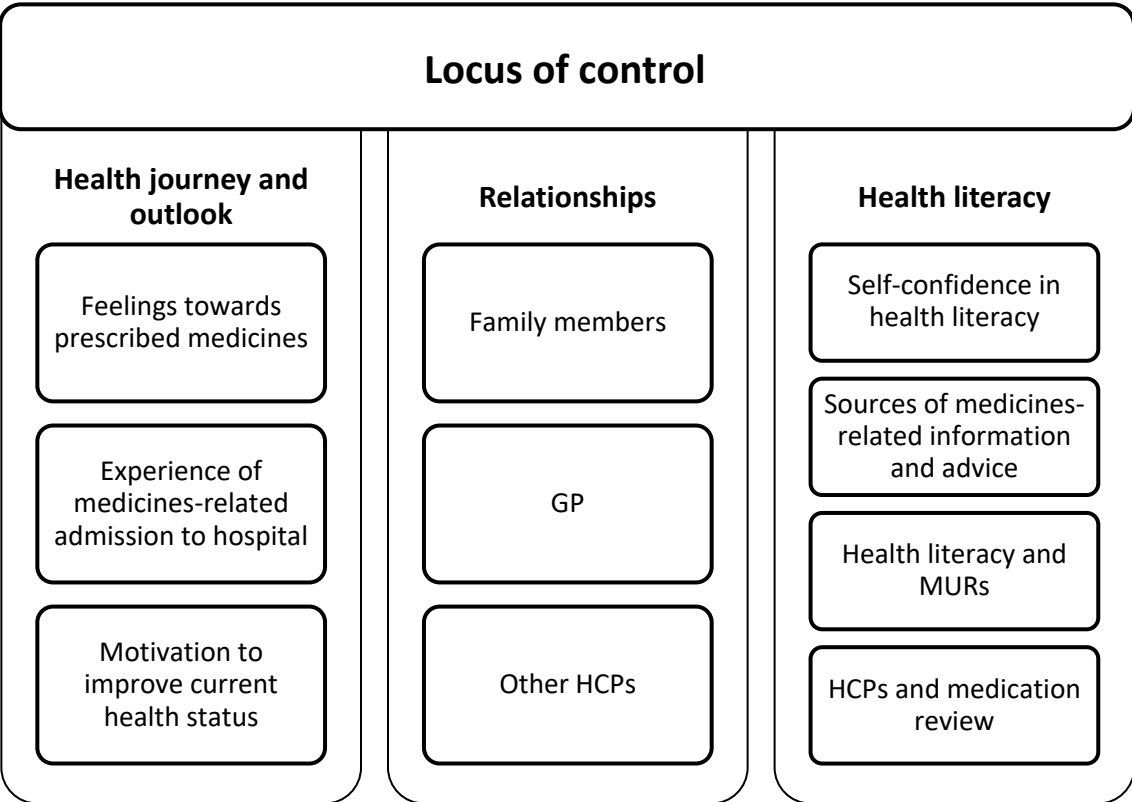 Locus of control
Health journey and
outlook
Feelings towards
prescribed medicines
Experience of
medicines-related
admission to hospital
Motivation to
improve current
health status
Relationships
Family members
GP
Other HCPs
Health literacy
Self-confidence in
health literacy
Sources of medicines-
related information
and advice
Health literacy and
MURs
HCPs and medication
review